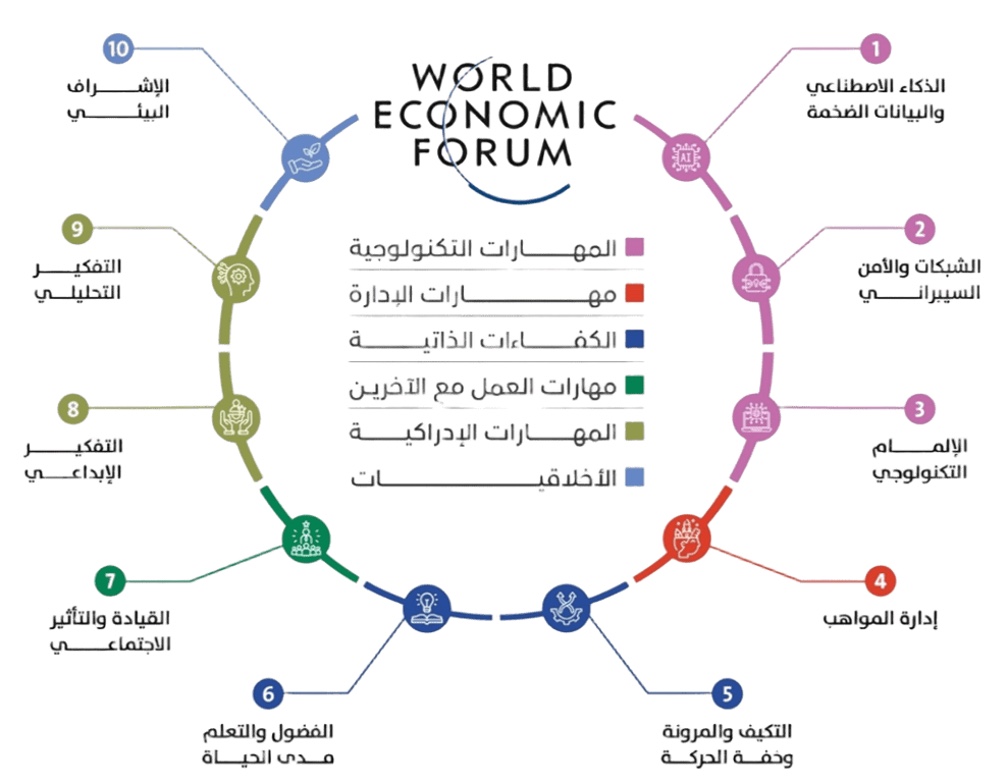 WORLD
ECONOMIC
FORUM
المهارات التكنولوجية
مهارات الإدارة
الكفاءات الذاتية
مهارات العمل مع الآخرين
المهارات الإدراكية
الأخلاقيات
1
الذكاء الاصطناعي
والبيانات الضخمة
AI
2
الشبكات والأمن
السيبراني
3
الإلمام
التكنولوجي
4
إدارة المواهب
5
التكيف والمرونة
وخفة الحركة
6
الفضول والتعلم
مدى الحياة
7
القيادة والتأثير
الاجتماعي
8
التفكير
الإبداعي
9
التفكير
التحليلي
10
الإشراف
البيئي